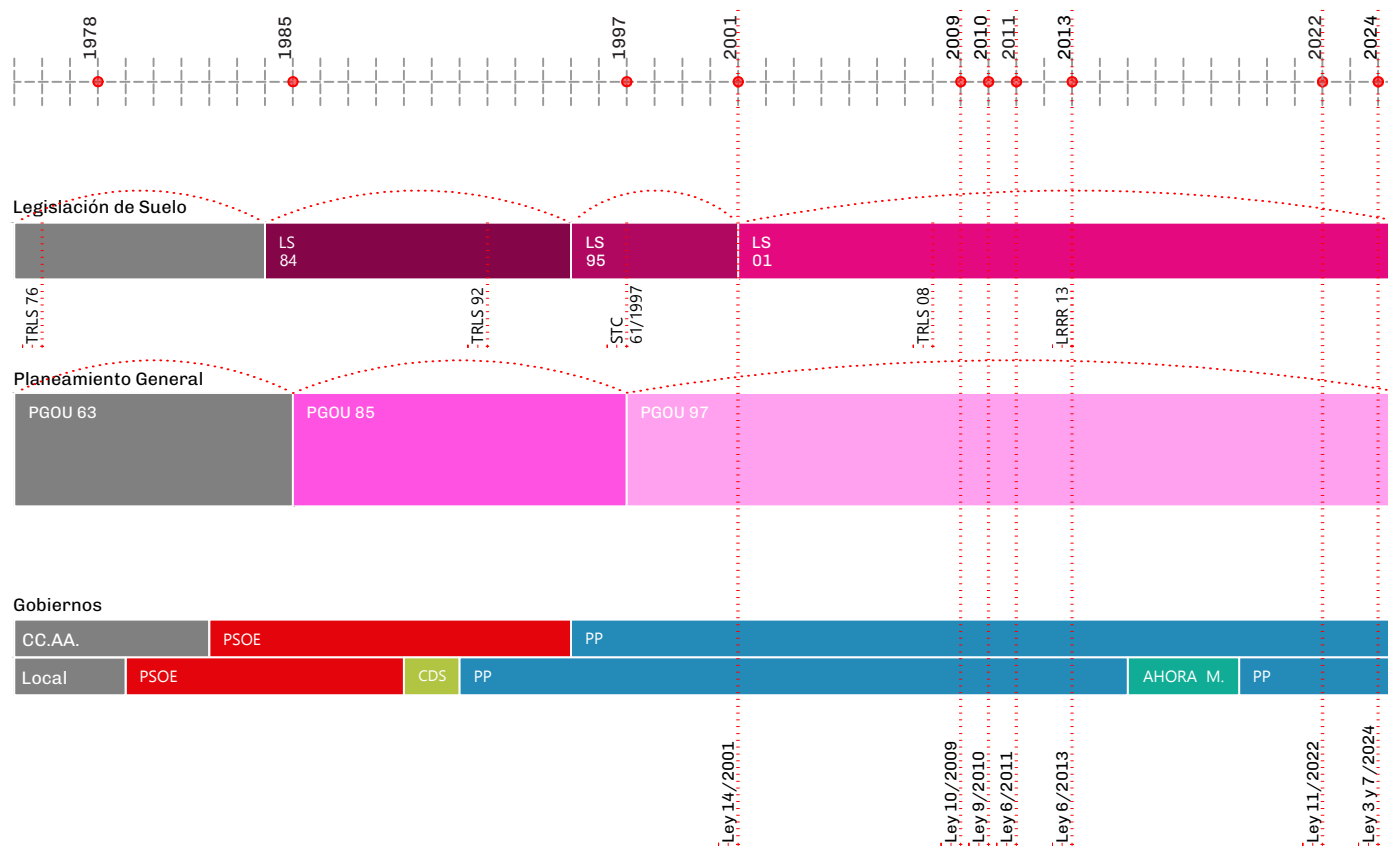 1978
1985
1997
2001
2009
2010
2011
2013
2022
2024
Legislación de Suelo
LS
84
LS
95
LS
01
TRLS 76
TRLS 92
STC
61/1997
TRLS 08
LRRR 13
Planeamiento General
PGOU 63
PGOU 85
PGOU 97
Gobiernos
CC.AA.
PSOE
PP
Local
PSOE
CDS
PP
AHORA M.
PP
Ley 14/2001
Ley 10/2009
Ley 9/2010
Ley 6/2011
Ley 6/2013
Ley 11/2022
Ley 3 y 7/2024